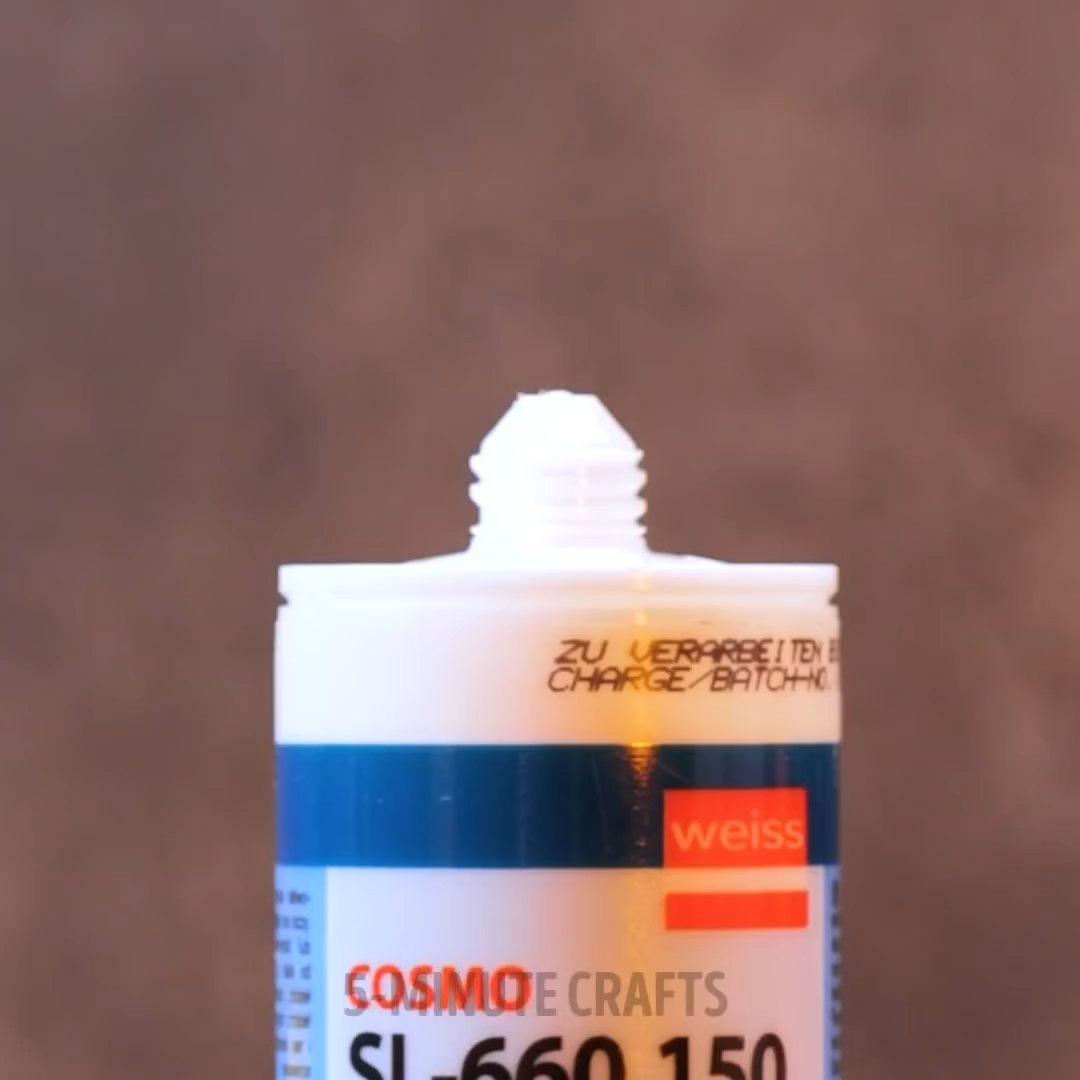 ZU VERARBEITEN
CHARGE/BATCH-NO.
weiss
COSMO
5-MINUTE CRAFTS
SL-660.150